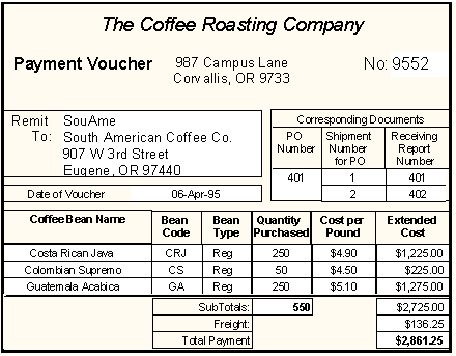 The Coffee Roasting Company
Payment Voucher
987 Campus Lane
Corvallis, OR 9733
No: 9552
Remit To:
SouAme
South American Coffee Co.
907 W 3rd Street
Eugene, OR 97440
Corresponding Documents
PO Number Shipment Number for PO Receiving Report Number
401 1 401
2 402
Date of Voucher 06-Apr-95
Coffee Bean Name Bean Code Bean Type Quantity Purchased Cost per Pound Extended Cost
Costa Rican Java CRJ Reg 250 $4.90 $1,225.00
Colombian Supremo CS Reg 50 $4.50 $225.00
Guatemala Acabica GA Reg 250 $5.10 $1,275.00
SubTotals: 550 $2,725.00
Freight: $136.25
Total Payment $2,861.25